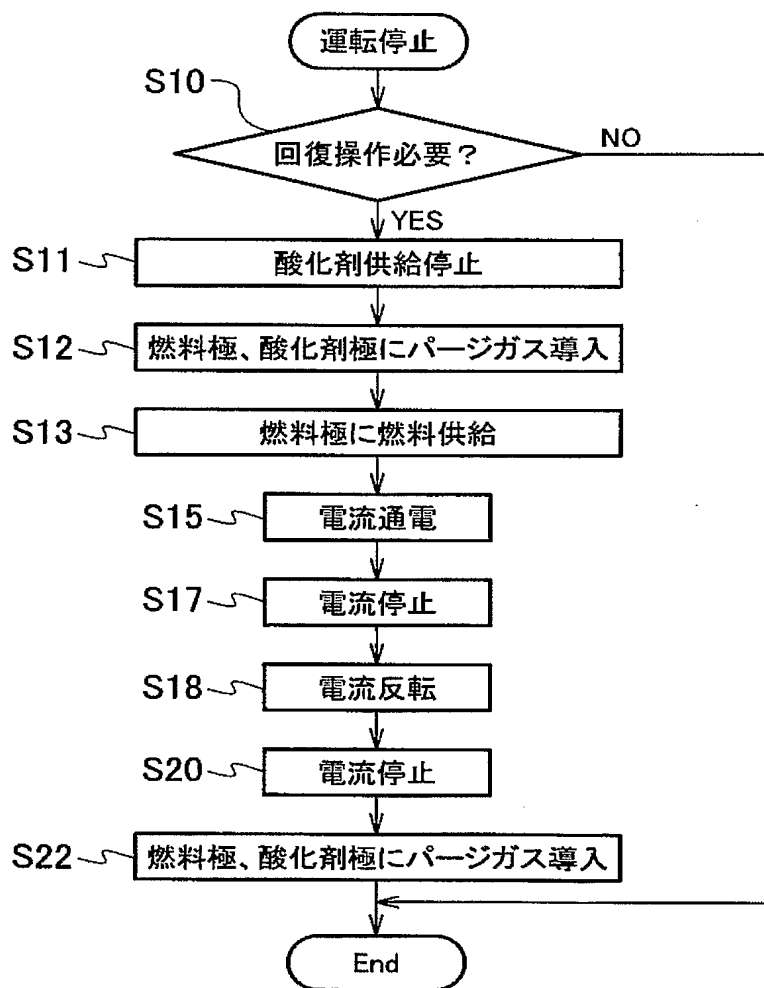 運転停止
S10
回復操作必要？
NO
YES
S11
酸化剤供給停止
S12
燃料極、酸化剤極にパージガス導入
S13
燃料極に燃料供給
S15
電流通電
S17
電流停止
S18
電流反転
S20
電流停止
S22
燃料極、酸化剤極にパージガス導入
End